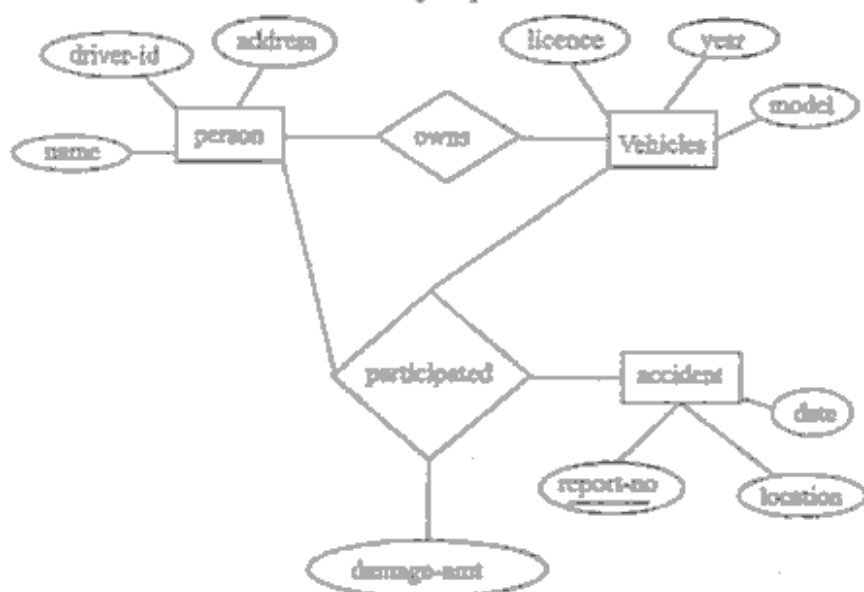 address
licence
year
driver-id
model
person
owns
Vehicles
name
participated
accident
date
report-no
location
damage-amt